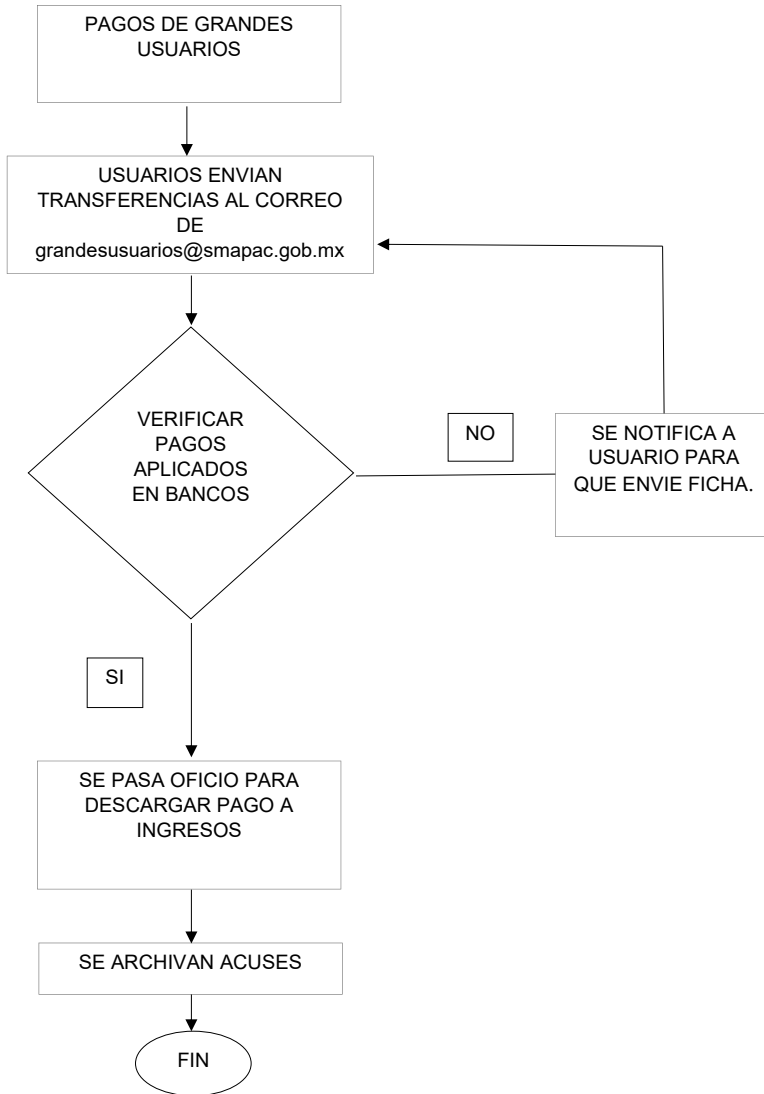 PAGOS DE GRANDES
USUARIOS
USUARIOS ENVIAN
TRANSFERENCIAS AL CORREO
DE
grandesusuarios@smapac.gob.mx
VERIFICAR
PAGOS
APLICADOS
EN BANCOS
NO
SE NOTIFICA A
USUARIO PARA
QUE ENVIE FICHA.
SI
SE PASA OFICIO PARA
DESCARGAR PAGO A
INGRESOS
SE ARCHIVAN ACUSES
FIN